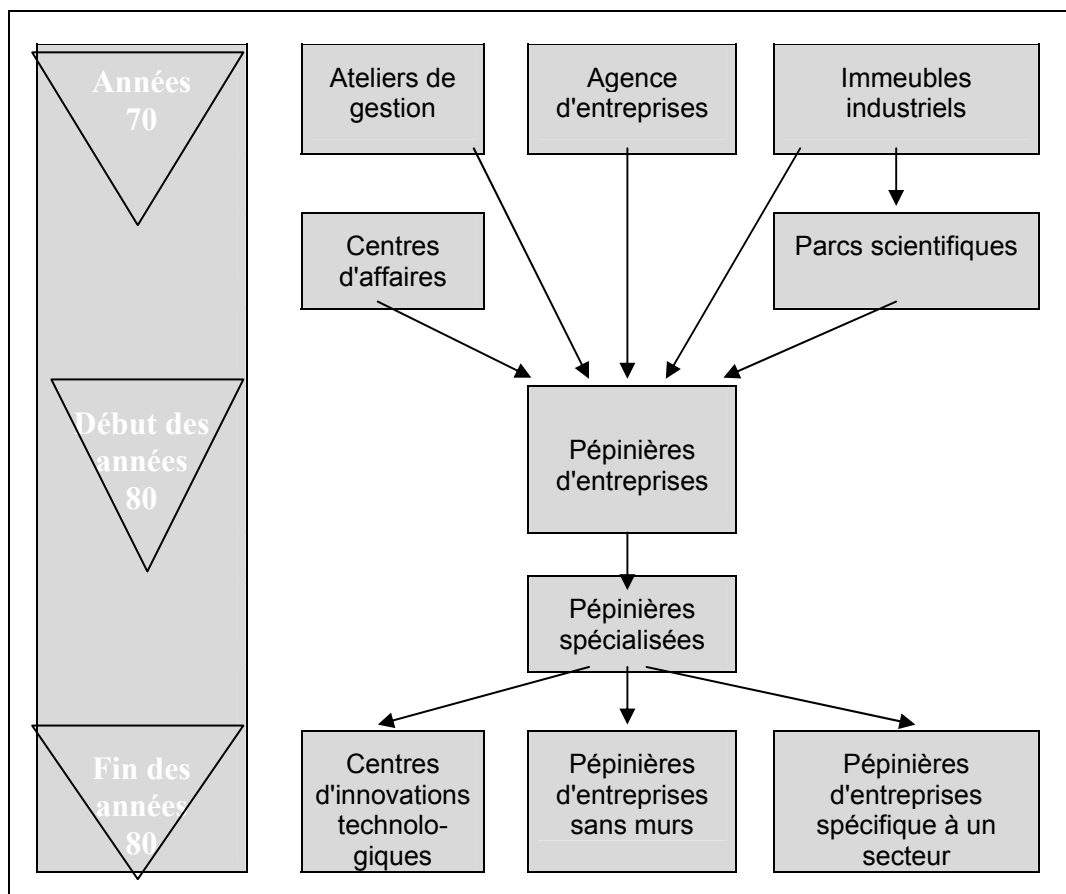 Années
70
Ateliers de
gestion
Agence
d'entreprises
Immeubles
industriels
Centres
d'affaires
Parcs scientifiques
Début des
années
80
Pépinières
d'entreprises
Pépinières
spécialisées
Fin des
années
80
Centres
d'innovations
technolo-
giques
Pépinières
d'entreprises
sans murs
Pépinières
d'entreprises
spécifique à un
secteur